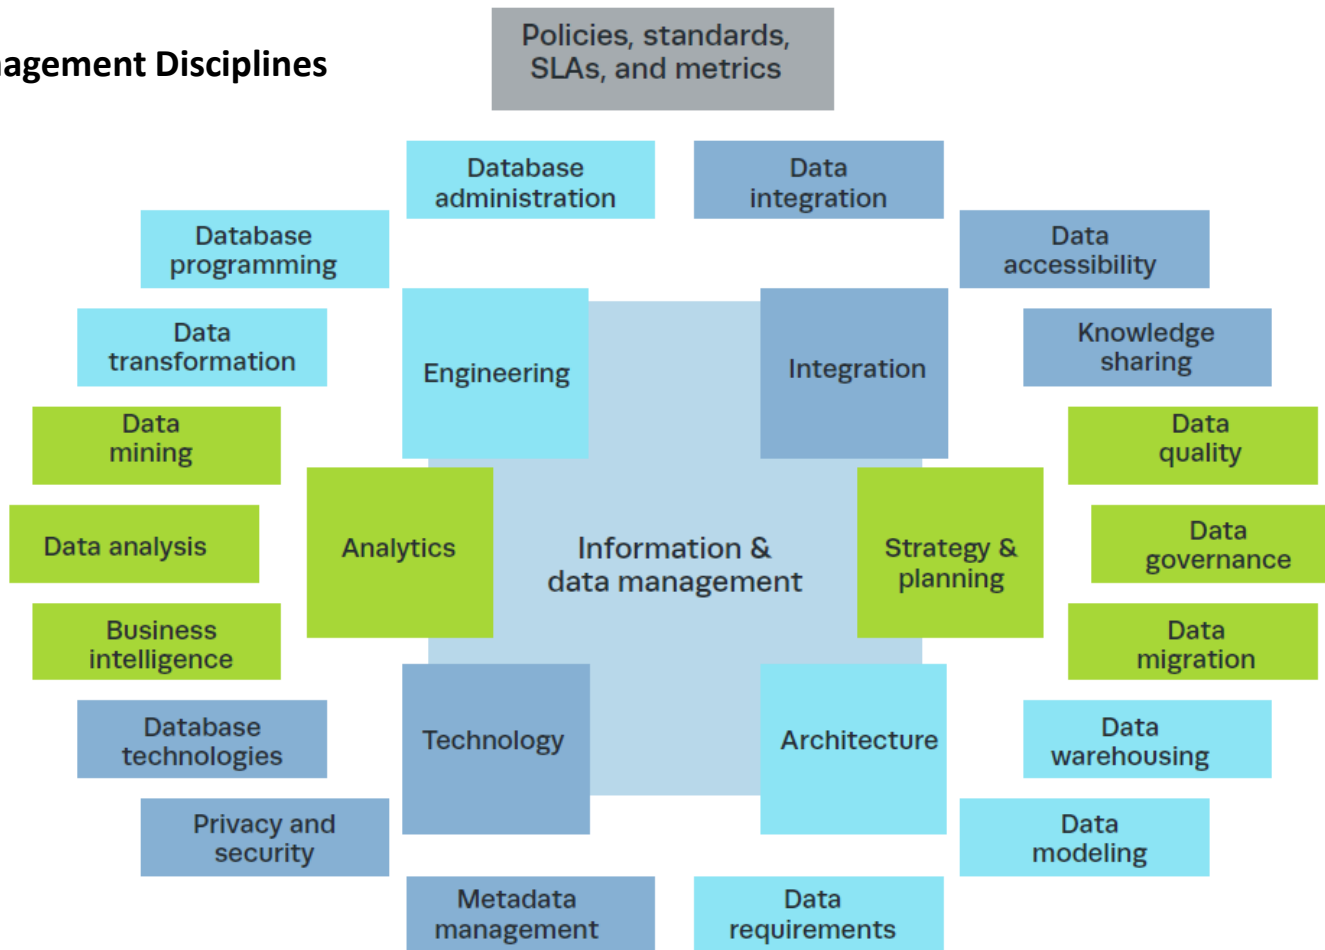 nagement Disciplines
Policies, standards,
SLAs, and metrics
Database
administration
Data
integration
Database
programming
Data
accessibility
Data
transformation
Knowledge
sharing
Engineering
Integration
Data
mining
Data
quality
Data analysis
Analytics
Information &
data management
Strategy &
planning
Data
governance
Business
intelligence
Data
migration
Database
technologies
Technology
Architecture
Data
warehousing
Privacy and
security
Data
modeling
Metadata
management
Data
requirements